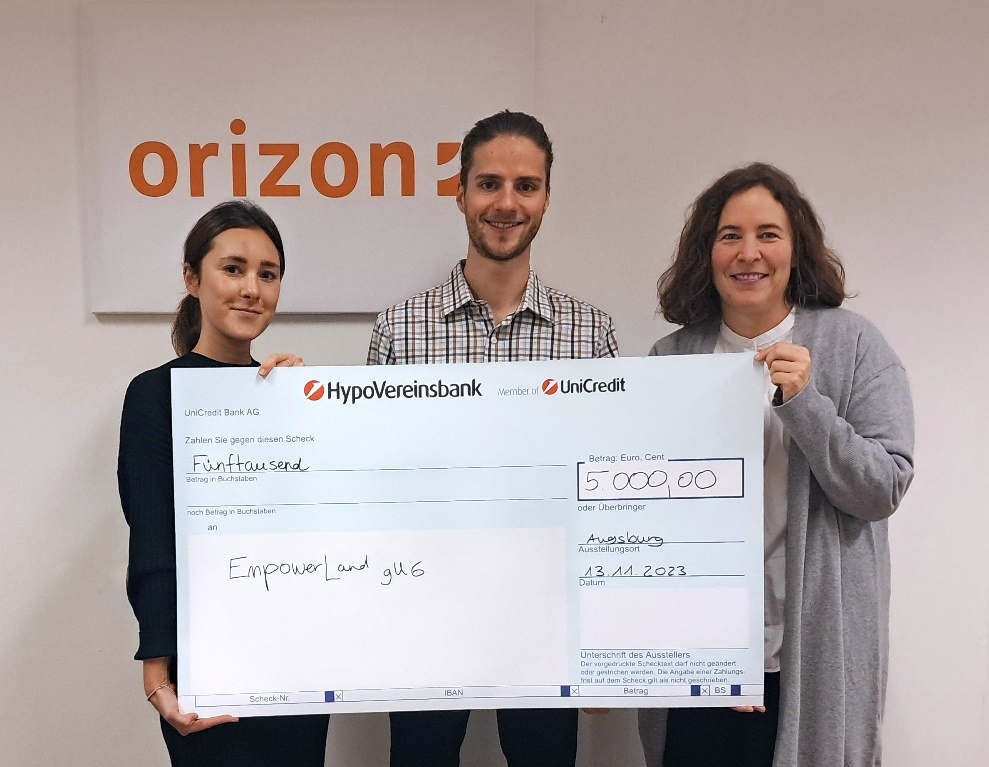 orizon
HypoVereinsbank Member of UniCredit
UniCredit Bank AG
Zahlen Sie gegen diesen Scheck
Fünftausend
Betrag in Buchstaben
noch Betrag in Buchstaben
an
EmpowerLand gUG
Betrag: Euro, Cent
5.000,00
oder Überbringer
Augsburg
Ausstellungsort
13.11.2023
Datum
Unterschrift des Ausstellers
Der vorgedruckte Schecktext darf nicht geändert
oder gestrichen werden. Die Angabe einer Zahlungs-
frist auf dem Scheck gilt als nicht geschrieben.
Scheck-Nr. X IBAN X Betrag X BS